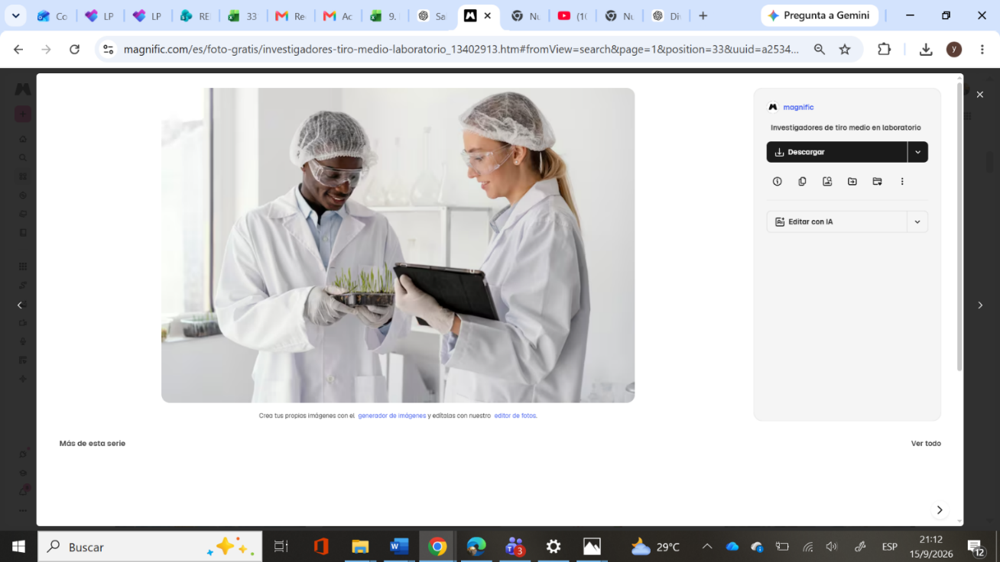 Co
LP
LP
RE
33
Re
Ac
9.
Sa
Nu
(10
Nu
Di
Pregunta a Gemini
magnific.com/es/foto-gratis/investigadores-tiro-medio-laboratorio_13402913.htm#fromView=search&page=1&position=33&uuid=a2534...
y
magnific
Investigadores de tiro medio en laboratorio
Descargar
Editar con IA
Crea tus propios imágenes con el generador de imágenes y edítalas con nuestro editor de fotos.
Más de esta serie
Ver todo
Buscar
3
29°C
ESP
21:12
15/9/2026
12